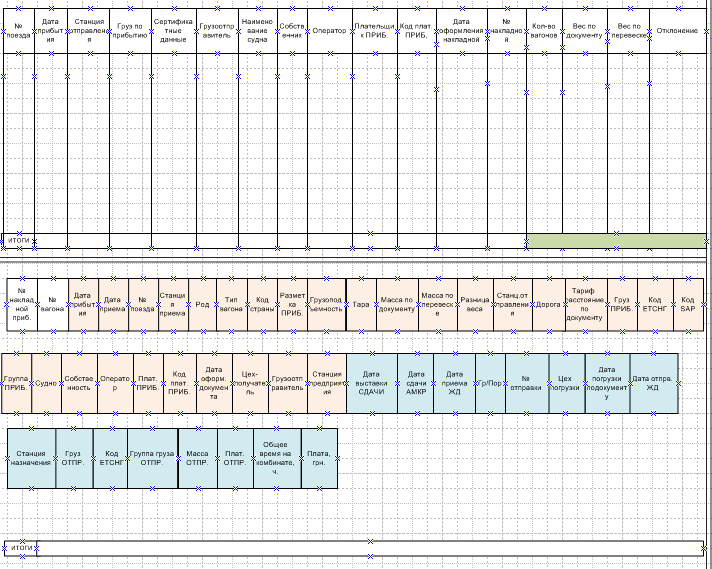 № поезда
Дата прибытия
Станция отправления
Груз по прибытию
Сертификатные данные
Грузоотправитель
Наименование судна
Собственник
Оператор
Плательщик ПРИБ.
Код плат. ПРИБ.
Дата оформления накладной
№ накладной
Кол-во вагонов
Вес по документу
Вес по перевеске
Отклонение
ИТОГИ
№ накладной приб.
№ вагона
Дата прибытия
Дата приема
№ поезда
Станция приема
Род
Тип вагона
Код страны
Разметка ПРИБ.
Грузоподъемность
Тара
Масса по документу
Масса по перевеске
Разница веса
Станц.отправления
Дорога
Тариф. расстояние по документу
Груз ПРИБ.
Код ЕТСНГ
Код SAP
Группа ПРИБ.
Судно
Собственность
Оператор
Плат. ПРИБ.
Код плат. ПРИБ.
Дата оформ. документа
Цех-получатель
Грузоотправитель
Станция предприятия
Дата выставки СДАЧИ
Дата сдачи АМКР
Дата приема ЖД
Гр/Пор
№ отправки
Цех погрузки
Дата погрузки подокументу
Дата отпрв. ЖД
Станция назначения
Груз ОТПР.
Код ЕТСНГ
Группа груза ОТПР.
Масса ОТПР.
Плат. ОТПР.
Общее время на комбинате, ч.
Плата, грн.
ИТОГИ